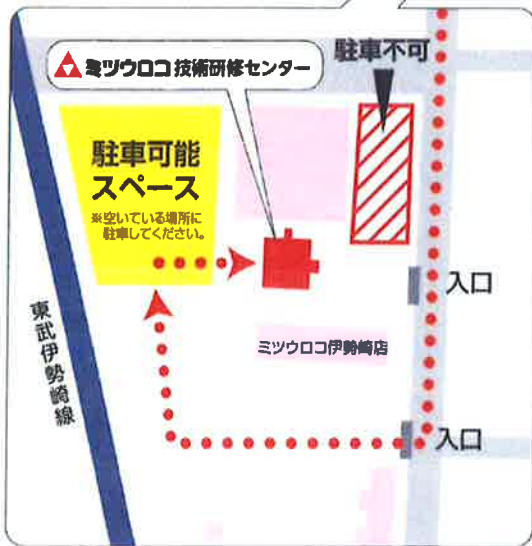 駐車不可
ミツウロコ技術研修センター
駐車可能
スペース
※空いている場所に
駐車してください。
入口
ミツウロコ伊勢崎店
東武伊勢崎線
入口